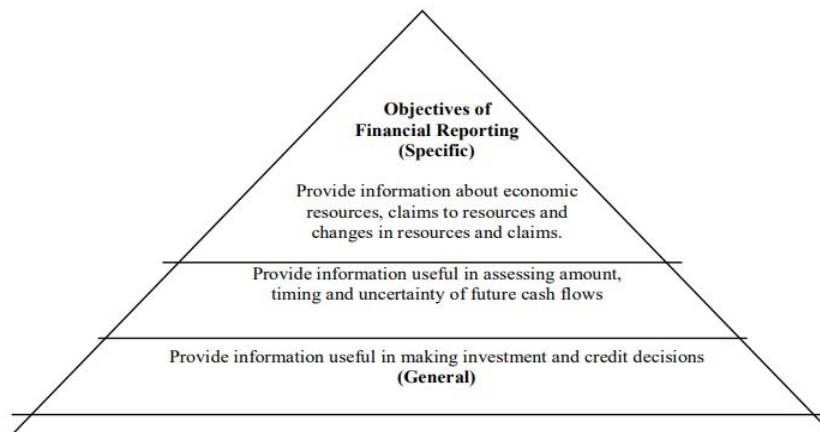 Objectives of
Financial Reporting
(Specific)
Provide information about economic
resources, claims to resources and
changes in resources and claims.
Provide information useful in assessing amount,
timing and uncertainty of future cash flows
Provide information useful in making investment and credit decisions
(General)